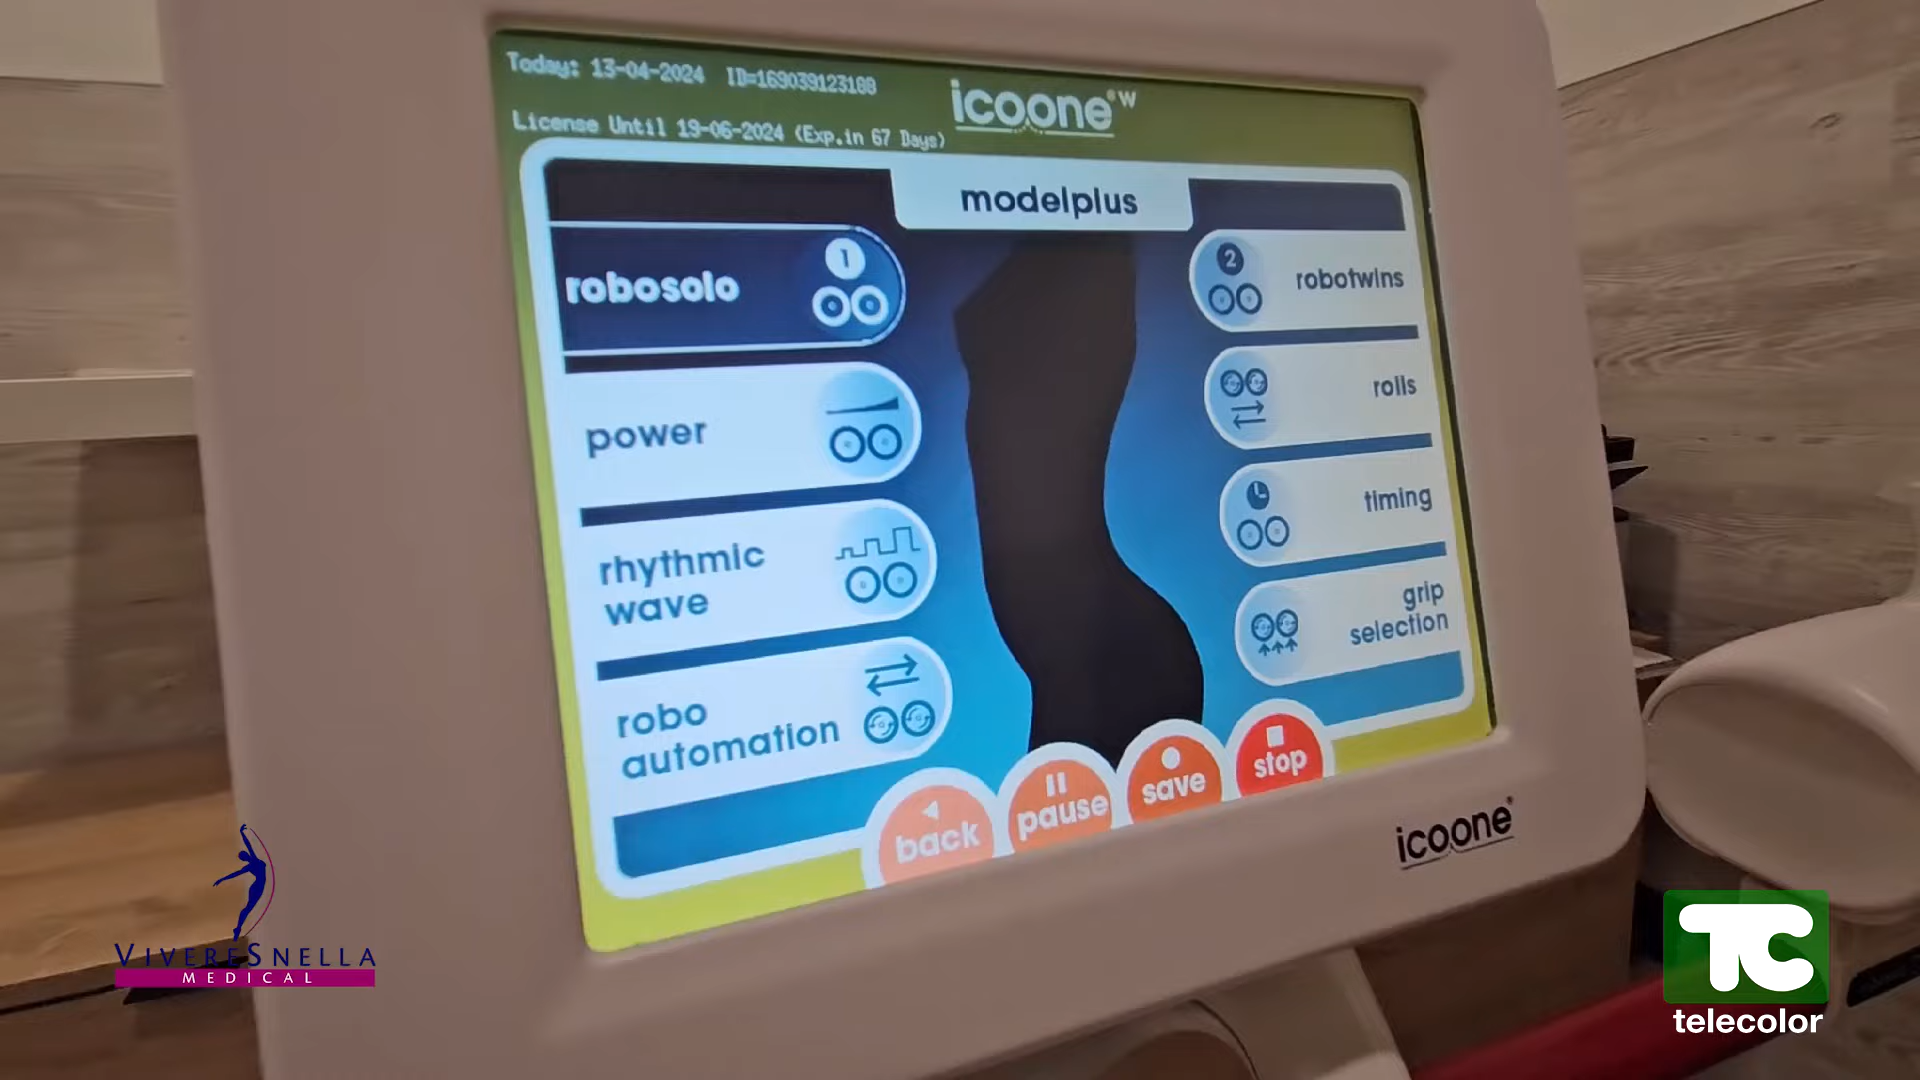 Today: 13-04-2024 ID=169039123188
License Until 19-06-2024 (Exp.in 67 Days)
icoone® W
modelplus
robosolo
1
power
rhythmic
wave
robo
automation
2
robotwins
rolls
timing
grip
selection
back
pause
save
stop
icoone®
VIVERESNELLA
MEDICAL
TC
telecolor